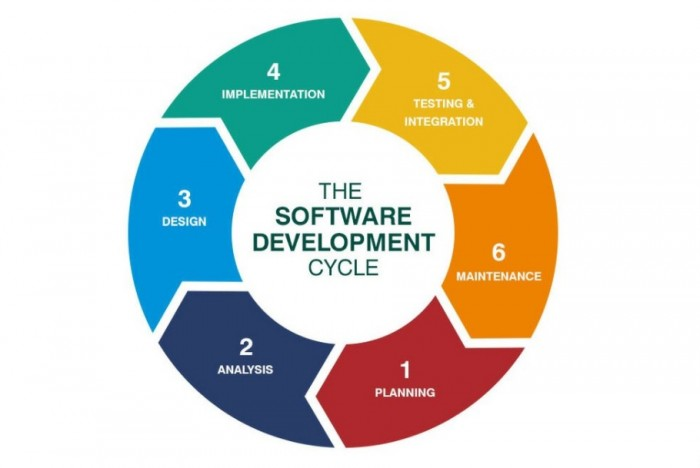 THE
SOFTWARE
DEVELOPMENT
CYCLE
1
PLANNING
2
ANALYSIS
3
DESIGN
4
IMPLEMENTATION
5
TESTING &
INTEGRATION
6
MAINTENANCE